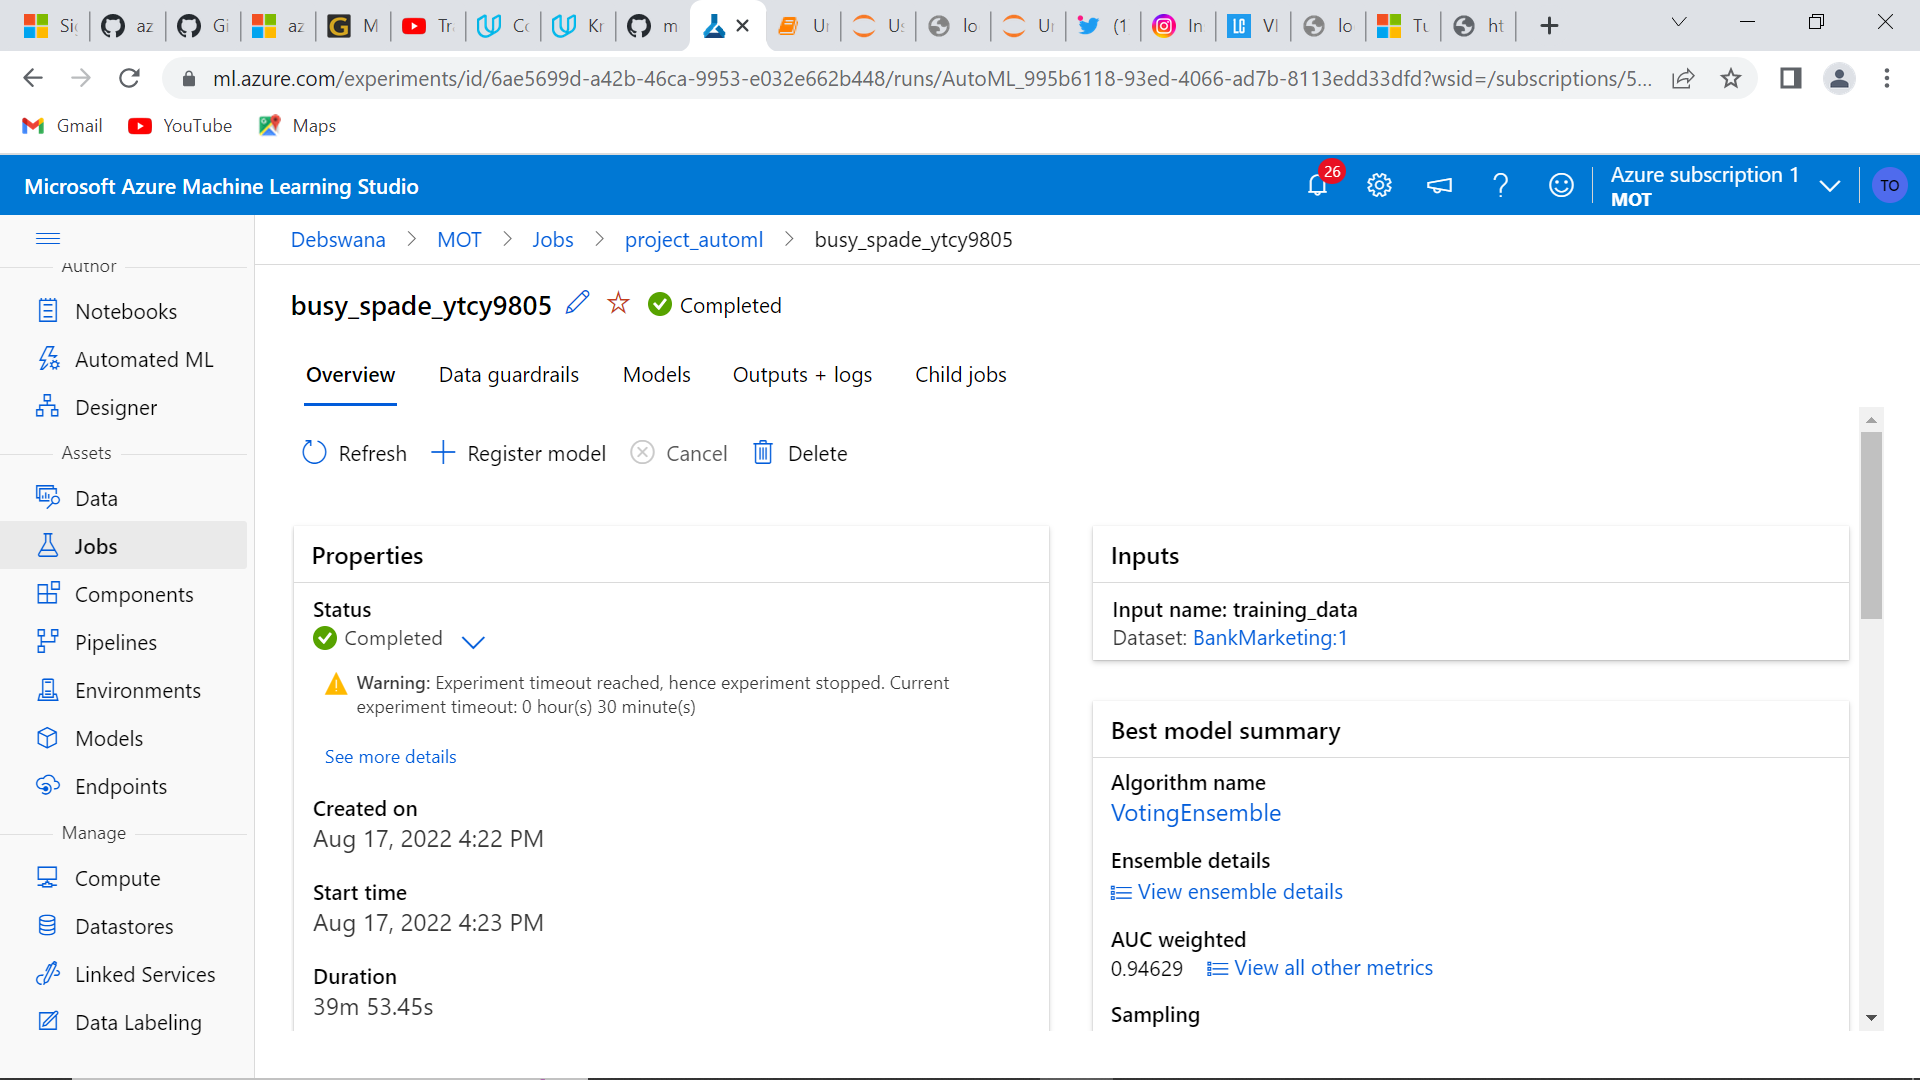 Si
az
Gi
az
M
Tr
Co
Kr
m
Ur
Us
lo
Ur
(1
In
VI
lo
Tu
ht
ml.azure.com/experiments/id/6ae5699d-a42b-46ca-9953-e032e662b448/runs/AutoML_995b6118-93ed-4066-ad7b-8113edd33dfd?wsid=/subscriptions/5...
Gmail YouTube Maps
Microsoft Azure Machine Learning Studio
26
Azure subscription 1
MOT
TO
Debswana > MOT > Jobs > project_automl > busy_spade_ytcy9805
Author
Notebooks
Automated ML
Designer
Assets
Data
Jobs
Components
Pipelines
Environments
Models
Endpoints
Manage
Compute
Datastores
Linked Services
Data Labeling
busy_spade_ytcy9805 Completed
Overview Data guardrails Models Outputs + logs Child jobs
Refresh Register model Cancel Delete
Properties
Status
Completed
Warning: Experiment timeout reached, hence experiment stopped. Current
experiment timeout: 0 hour(s) 30 minute(s)
See more details
Created on
Aug 17, 2022 4:22 PM
Start time
Aug 17, 2022 4:23 PM
Duration
39m 53.45s
Inputs
Input name: training_data
Dataset: BankMarketing:1
Best model summary
Algorithm name
VotingEnsemble
Ensemble details
View ensemble details
AUC weighted
0.94629 View all other metrics
Sampling